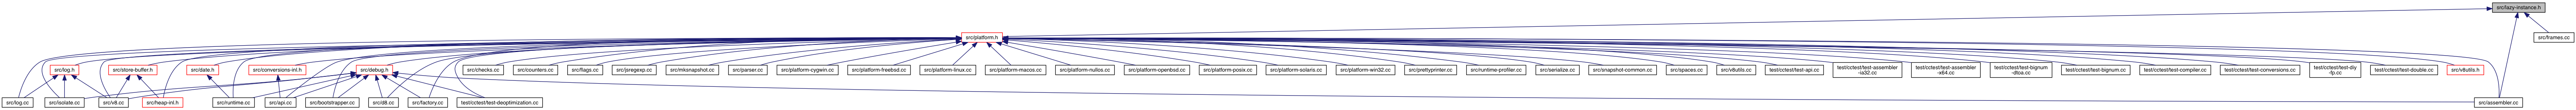 src/lazy-instance.h
src/platform.h
src/frames.cc
src/log.h
src/store-buffer.h
src/date.h
src/conversions-inl.h
src/debug.h
src/checks.cc
src/counters.cc
src/flags.cc
src/jsregexp.cc
src/mksnapshot.cc
src/parser.cc
src/platform-cygwin.cc
src/platform-freebsd.cc
src/platform-linux.cc
src/platform-macos.cc
src/platform-nullos.cc
src/platform-openbsd.cc
src/platform-posix.cc
src/platform-solaris.cc
src/platform-win32.cc
src/prettyprinter.cc
src/runtime-profiler.cc
src/serialize.cc
src/snapshot-common.cc
src/spaces.cc
src/v8utils.cc
test/cctest/test-api.cc
test/cctest/test-assembler
-ia32.cc
test/cctest/test-assembler
-x64.cc
test/cctest/test-bignum
-dtoa.cc
test/cctest/test-bignum.cc
test/cctest/test-compiler.cc
test/cctest/test-conversions.cc
test/cctest/test-diy
-fp.cc
test/cctest/test-double.cc
src/v8utils.h
src/log.cc
src/isolate.cc
src/v8.cc
src/heap-inl.h
src/runtime.cc
src/api.cc
src/bootstrapper.cc
src/d8.cc
src/factory.cc
test/cctest/test-deoptimization.cc
src/assembler.cc